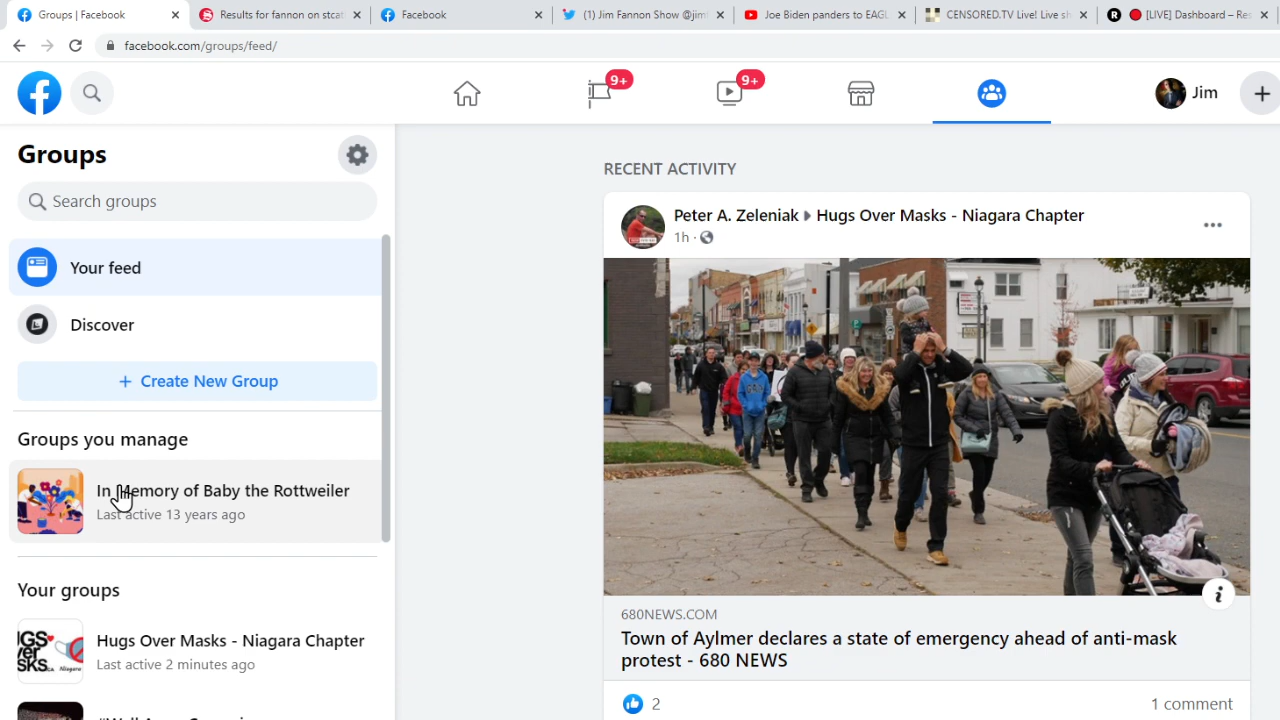 Groups | Facebook
Results for fannon on stcat
Facebook
(1) Jim Fannon Show @jim
Joe Biden panders to EAGL
CENSORED.TV Live! Live sh
[LIVE] Dashboard – Res
facebook.com/groups/feed/
9+
9+
Jim
Groups
Search groups
Your feed
Discover
+ Create New Group
Groups you manage
In Memory of Baby the Rottweiler
Last active 13 years ago
Your groups
Hugs Over Masks - Niagara Chapter
Last active 2 minutes ago
RECENT ACTIVITY
Peter A. Zeleniak ▸ Hugs Over Masks - Niagara Chapter
1h ·
680NEWS.COM
Town of Aylmer declares a state of emergency ahead of anti-mask
protest - 680 NEWS
2
1 comment